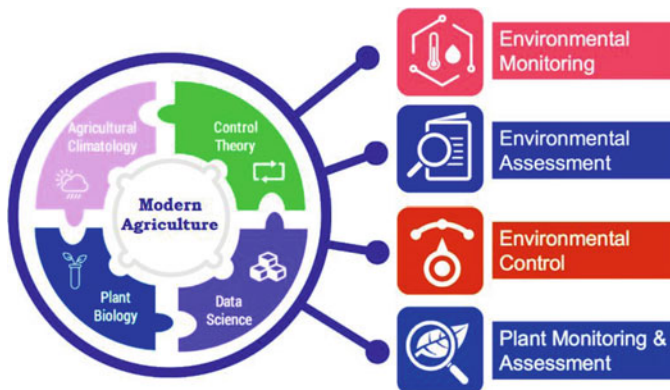 Agricultural
Climatology
Control
Theory
Modern
Agriculture
Plant
Biology
Data
Science
Environmental
Monitoring
Environmental
Assessment
Environmental
Control
Plant Monitoring &
Assessment